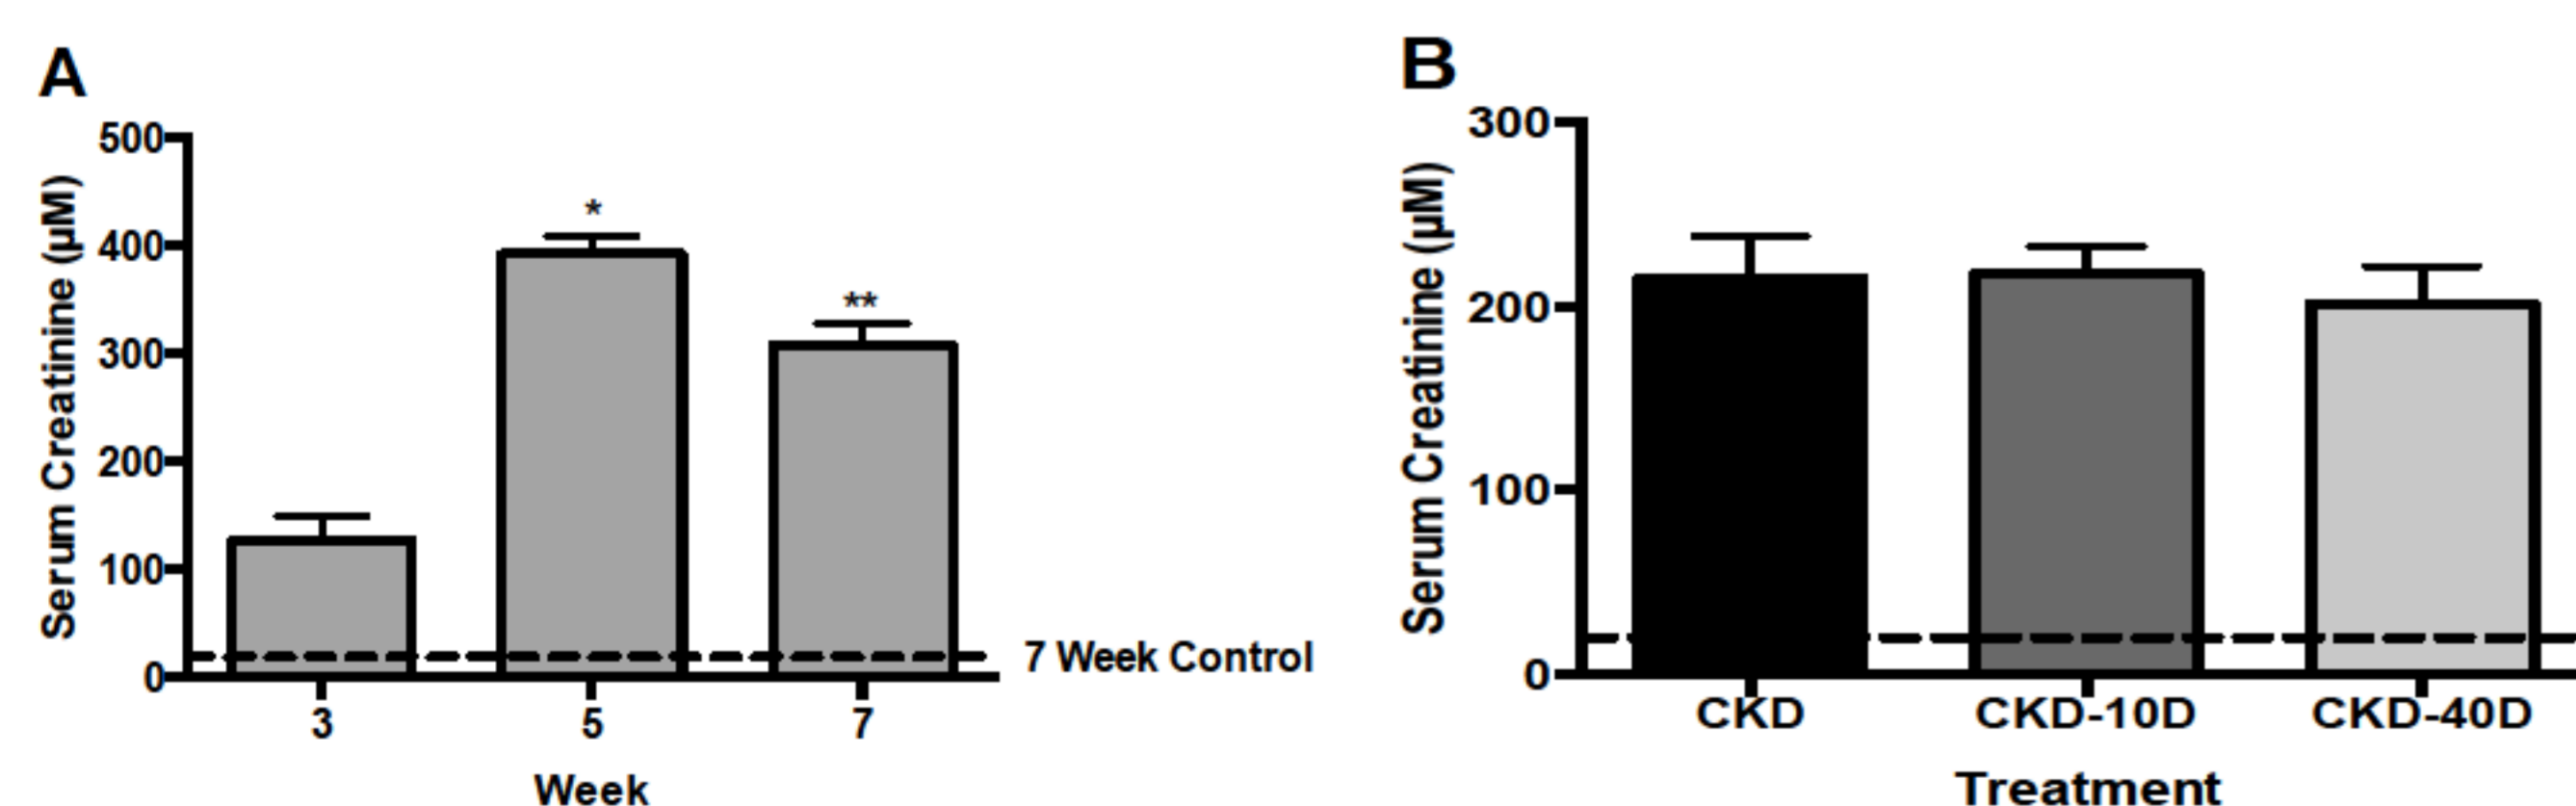 A
500
400
300
200
100
0
Serum Creatinine (µM)
*
**
7 Week Control
3 5 7
Week
B
300
200
100
0
Serum Creatinine (µM)
CKD CKD-10D CKD-40D
Treatment